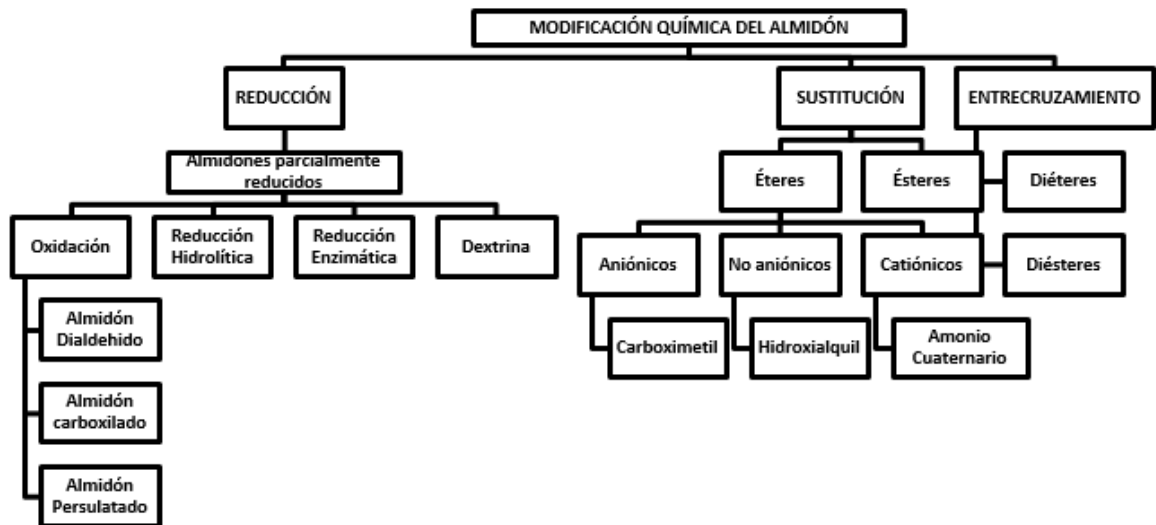 MODIFICACIÓN QUÍMICA DEL ALMIDÓN
REDUCCIÓN
SUSTITUCIÓN
ENTRECRUZAMIENTO
Almidones parcialmente
reducidos
Éteres
Ésteres
Diéteres
Oxidación
Reducción
Hidrolítica
Reducción
Enzimática
Dextrina
Aniónicos
No aniónicos
Catiónicos
Diésteres
Almidón
Dialdehido
Carboximetil
Hidroxialquil
Amonio
Cuaternario
Almidón
carboxilado
Almidón
Persulatado